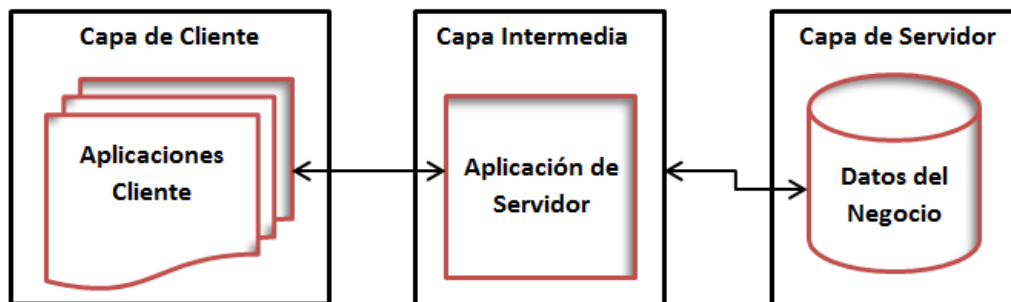 Capa de Cliente
Aplicaciones
Cliente
Capa Intermedia
Aplicación de
Servidor
Capa de Servidor
Datos del
Negocio